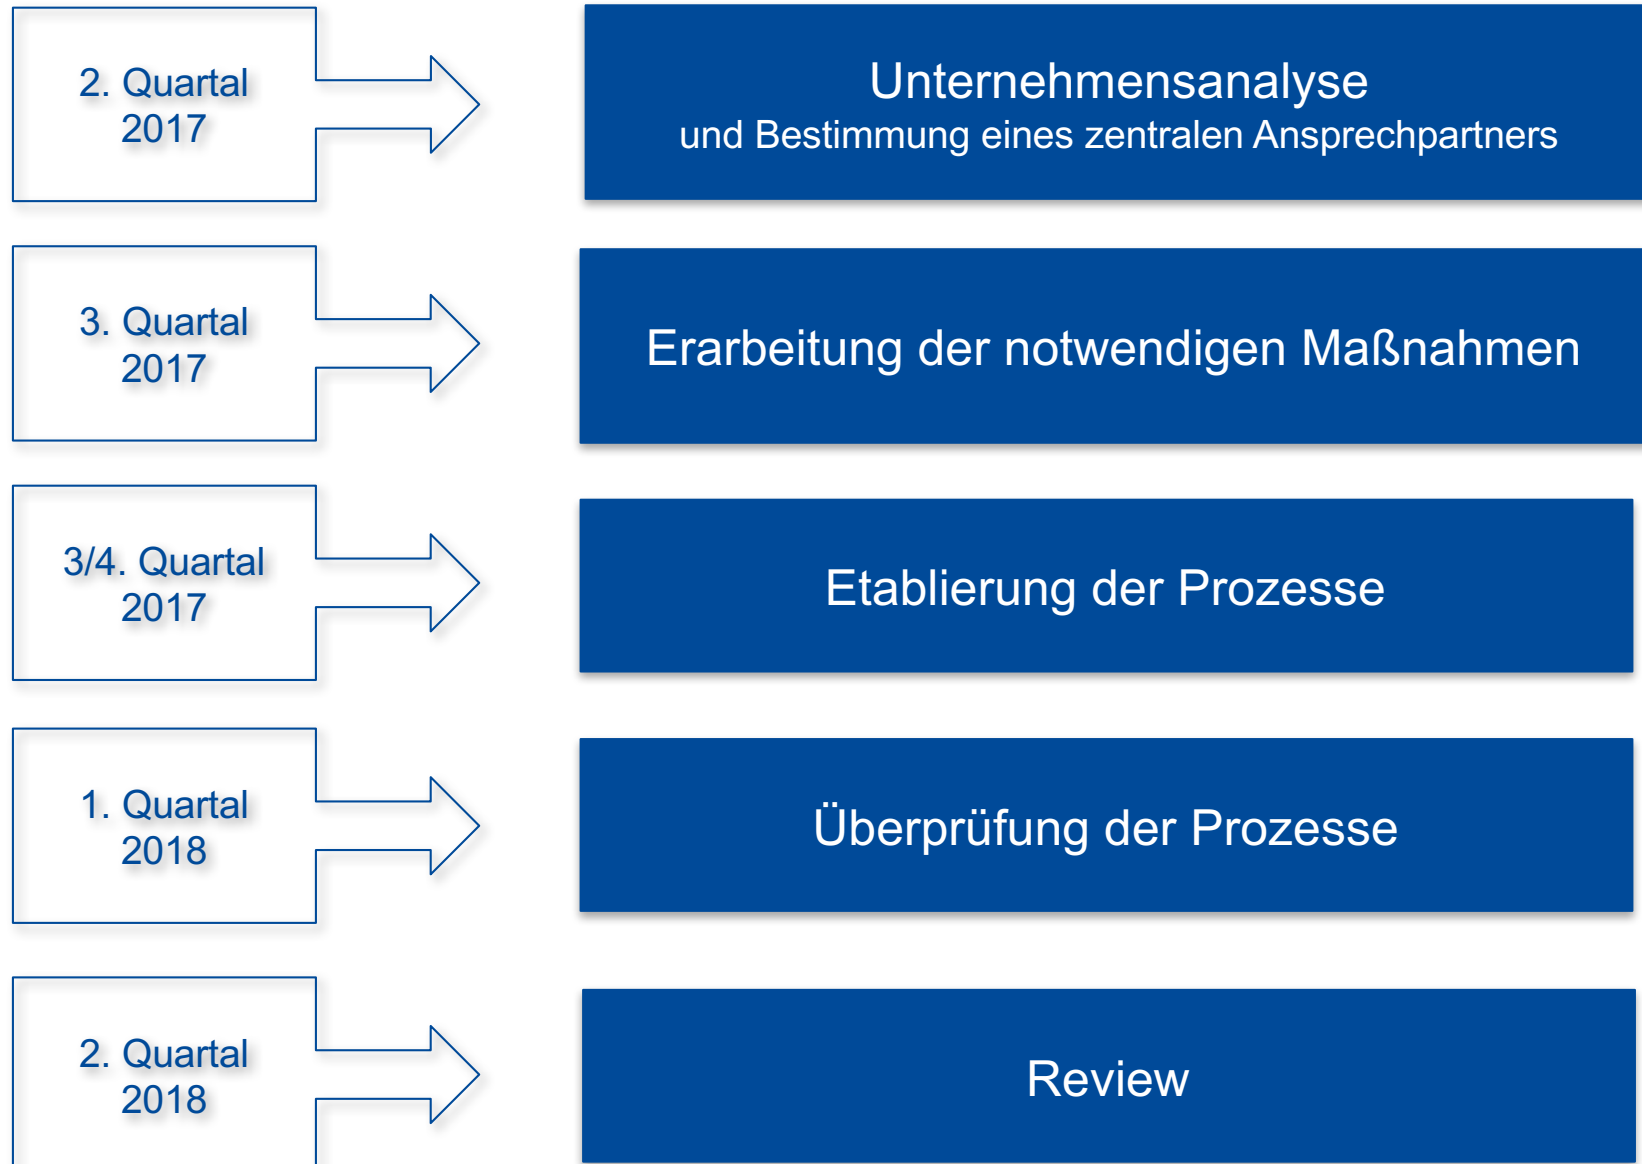 2. Quartal
2017
Unternehmensanalyse
und Bestimmung eines zentralen Ansprechpartners
3. Quartal
2017
Erarbeitung der notwendigen Maßnahmen
3/4. Quartal
2017
Etablierung der Prozesse
1. Quartal
2018
Überprüfung der Prozesse
2. Quartal
2018
Review